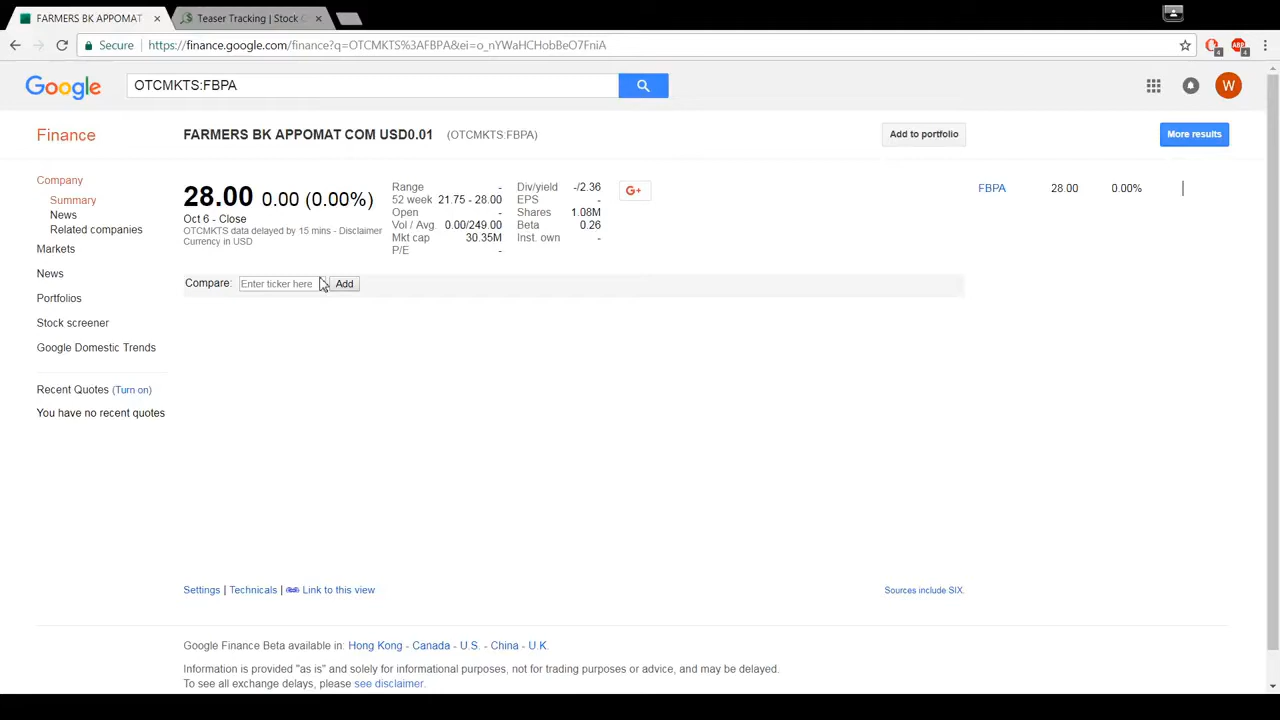 FARMERS BK APPOMAT
Teaser Tracking | Stock G
Secure
https://finance.google.com/finance?q=OTCMKTS%3AFBPA&ei=o_nYWaHCHobBeO7FniA
4
ABP
4
Google
OTCMKTS:FBPA
W
Finance
FARMERS BK APPOMAT COM USD0.01 (OTCMKTS:FBPA)
Add to portfolio
More results
Company
Summary
News
Related companies
Markets
News
Portfolios
Stock screener
Google Domestic Trends
Recent Quotes (Turn on)
You have no recent quotes
28.00 0.00 (0.00%)
Oct 6 - Close
OTCMKTS data delayed by 15 mins - Disclaimer
Currency in USD
Range -
52 week 21.75 - 28.00
Open -
Vol / Avg. 0.00/249.00
Mkt cap 30.35M
P/E -
Div/yield -/2.36
EPS -
Shares 1.08M
Beta 0.26
Inst. own -
G+
FBPA 28.00 0.00%
Compare: Enter ticker here Add
Settings | Technicals | Link to this view
Sources include SIX.
Google Finance Beta available in: Hong Kong - Canada - U.S. - China - U.K.
Information is provided "as is" and solely for informational purposes, not for trading purposes or advice, and may be delayed.
To see all exchange delays, please see disclaimer.